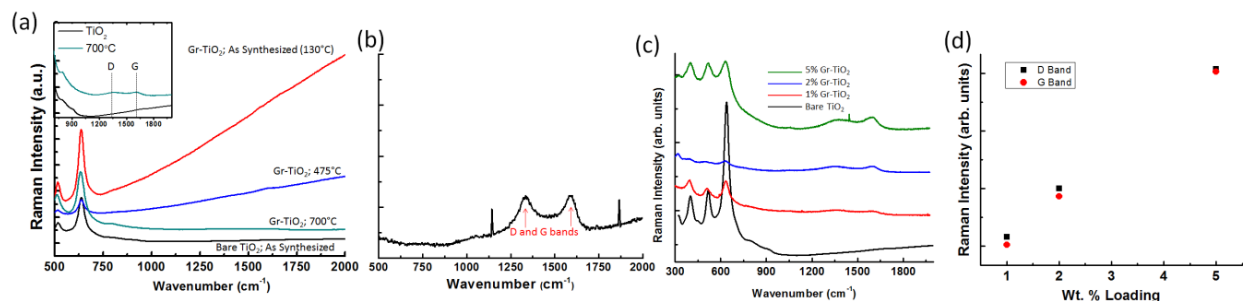 (a)
TiO2
700°C
D G
Gr-TiO2; As Synthesized (130°C)
Gr-TiO2; 475°C
Gr-TiO2; 700°C
Bare TiO2; As Synthesized
Raman Intensity (a.u.)
900 1200 1500 1800
500 750 1000 1250 1500 1750 2000
Wavenumber (cm-1)
(b)
D and G bands
500 1000 1500 2000
Wavenumber (cm-1)
(c)
5% Gr-TiO2
2% Gr-TiO2
1% Gr-TiO2
Bare TiO2
Raman Intensity (arb. units)
300 600 900 1200 1500 1800
Wavenumber (cm-1)
(d)
D Band
G Band
Raman Intensity (arb. units)
1 2 3 4 5
Wt. % Loading